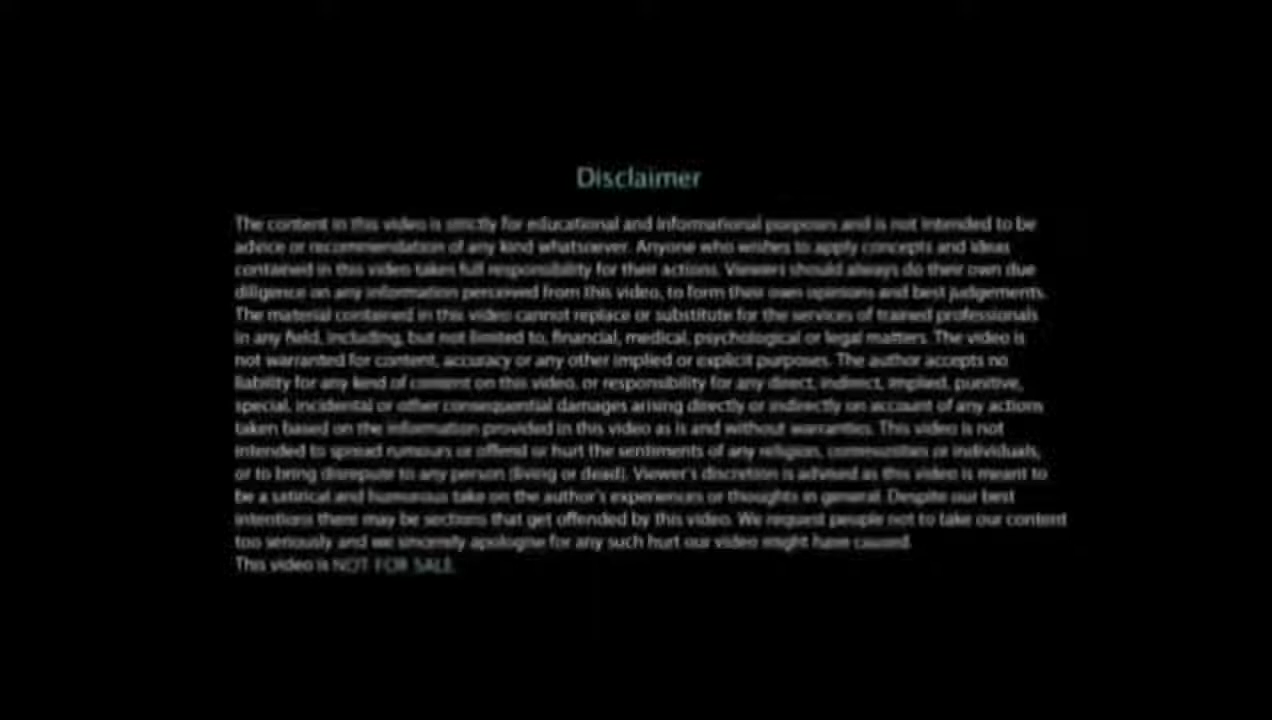 Disclaimer
The content in this video is strictly for educational and informational purposes and is not intended to be
advice or recommendation of any kind whatsoever. Anyone who wishes to apply concepts and ideas
contained in this video takes full responsibility for their actions. Viewers should always do their own due
diligence on any information perceived from this video, to form their own opinions and best judgements.
The material contained in this video cannot replace or substitute for the services of trained professionals
in any field, including, but not limited to, financial, medical, psychological or legal matters. The video is
not warranted for content, accuracy or any other implied or explicit purposes. The author accepts no
liability for any kind of content on this video, or responsibility for any direct, indirect, implied, punitive,
special, incidental or other consequential damages arising directly or indirectly on account of any actions
taken based on the information provided in this video as is and without warranties. This video is not
intended to spread rumours or offend or hurt the sentiments of any religion, communities or individuals,
or to bring disrepute to any person (living or dead). Viewer's discretion is advised as this video is meant to
be a satirical and humorous take on the author's experiences or thoughts in general. Despite our best
intentions there may be sections that get offended by this video. We request people not to take our content
too seriously and we sincerely apologise for any such hurt our video might have caused.
This video is NOT FOR SALE.